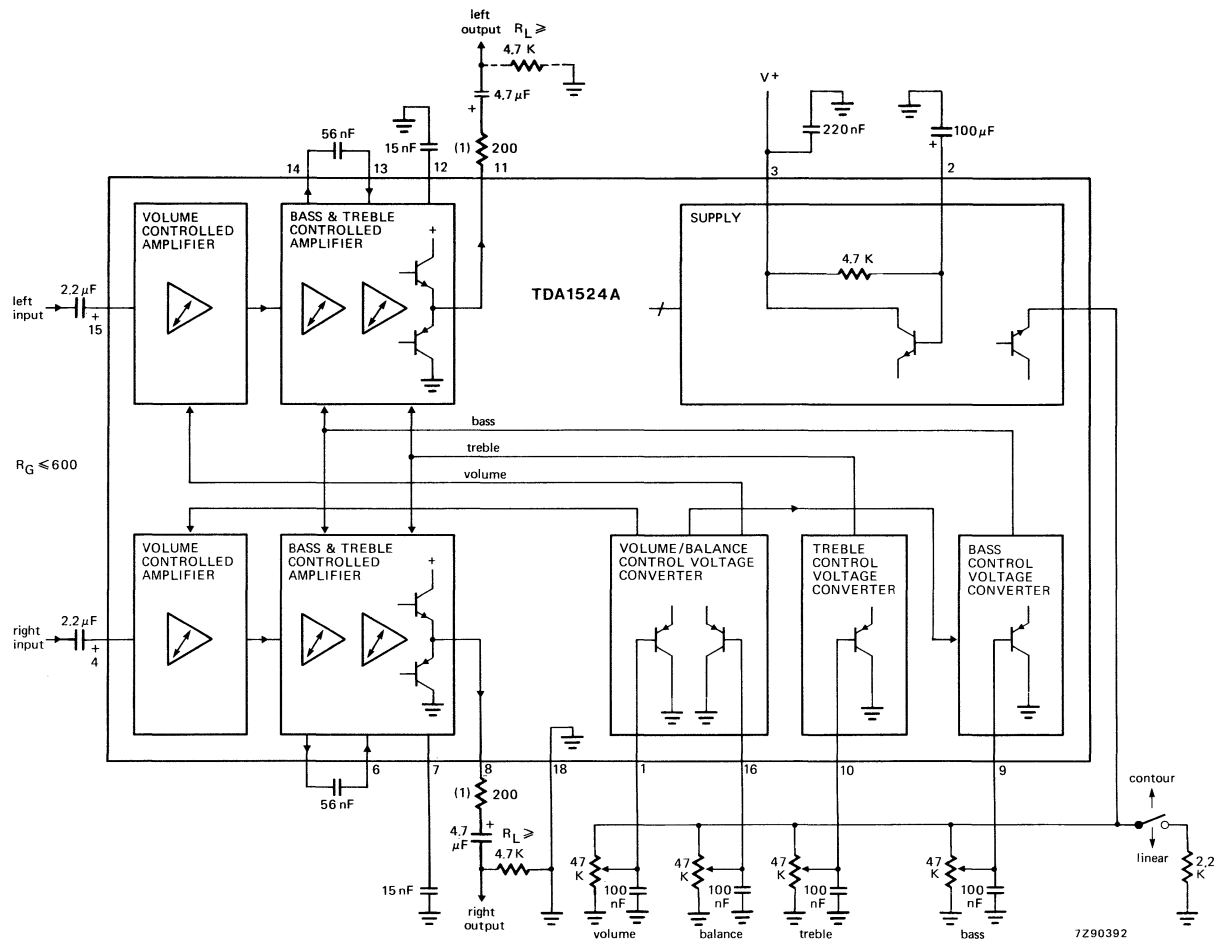 left
output
R L ≥
4.7 K
4.7 µF
+
(1) 200
11
56 nF
14
13
15 nF
12
V+
220 nF
100 µF
+
3
2
VOLUME
CONTROLLED
AMPLIFIER
BASS & TREBLE
CONTROLLED
AMPLIFIER
+
SUPPLY
4.7 K
TDA1524A
2.2 µF
left
input
+
15
bass
treble
volume
R G ≤ 600
VOLUME
CONTROLLED
AMPLIFIER
BASS & TREBLE
CONTROLLED
AMPLIFIER
+
VOLUME/BALANCE
CONTROL VOLTAGE
CONVERTER
TREBLE
CONTROL
VOLTAGE
CONVERTER
BASS
CONTROL
VOLTAGE
CONVERTER
2.2 µF
right
input
+
4
6
7
8
18
1
16
10
9
56 nF
(1) 200
+
4.7
µF
R L ≥
4.7 K
15 nF
right
output
47
K
100
nF
volume
47
K
100
nF
balance
47
K
100
nF
treble
47
K
100
nF
bass
contour
linear
2,2
K
7Z90392